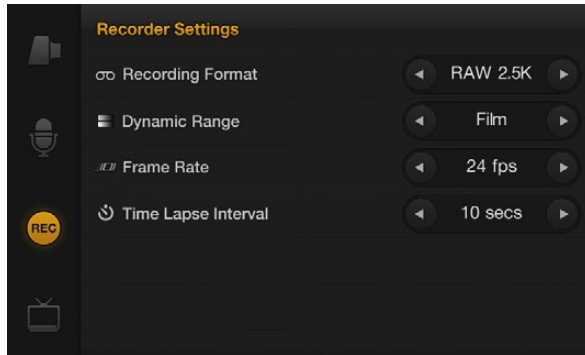 Recorder Settings
Recording Format RAW 2.5K
Dynamic Range Film
Frame Rate 24 fps
REC
Time Lapse Interval 10 secs